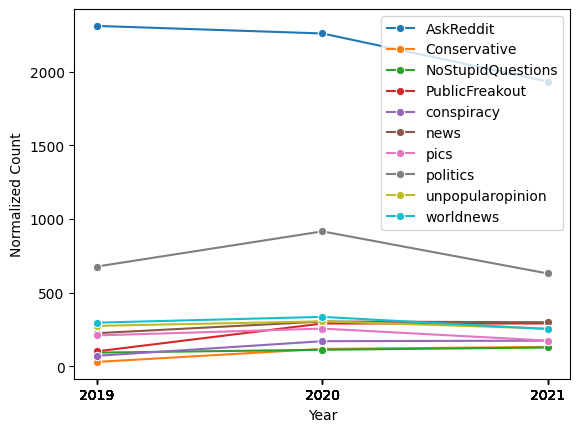 AskReddit
Conservative
NoStupidQuestions
PublicFreakout
conspiracy
news
pics
politics
unpopularopinion
worldnews
Normalized Count
2000
1500
1000
500
0
2019 2020 2021
Year